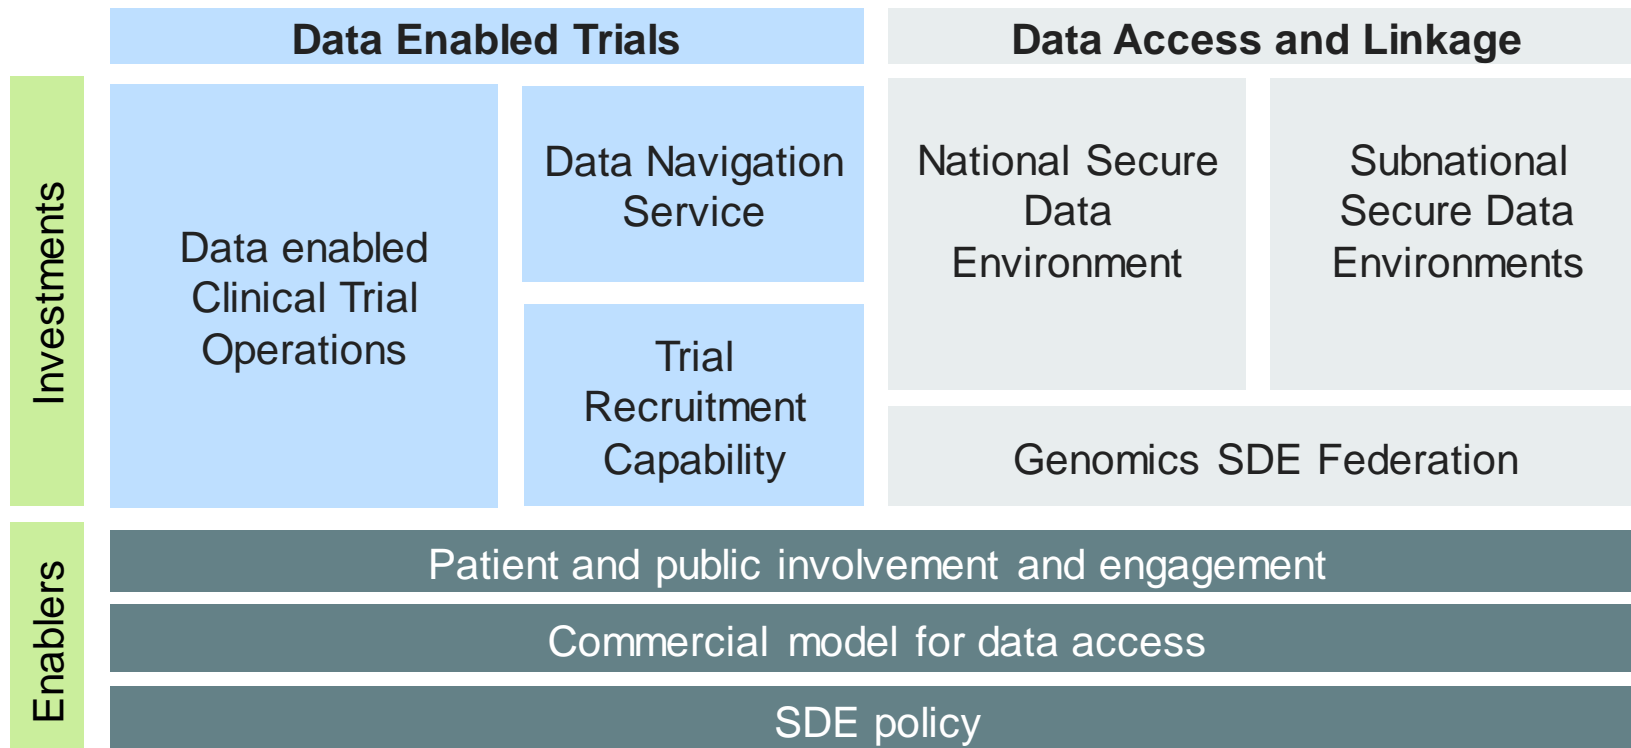 Data Enabled Trials
Data Access and Linkage
Investments
Data enabled
Clinical Trial
Operations
Data Navigation
Service
Trial
Recruitment
Capability
National Secure
Data
Environment
Subnational
Secure Data
Environments
Genomics SDE Federation
Enablers
Patient and public involvement and engagement
Commercial model for data access
SDE policy